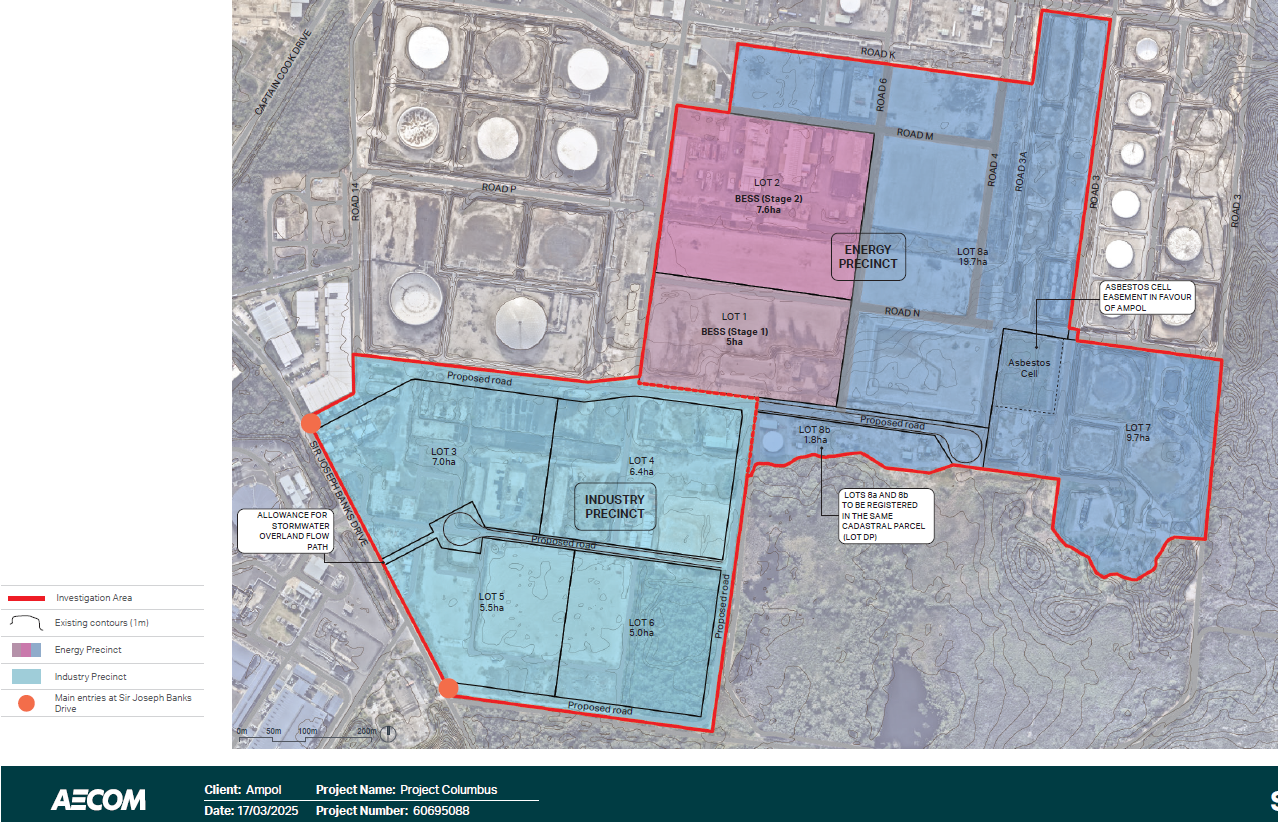 CAPTAIN COOK DRIVE
ROAD K
ROAD 6
ROAD M
ROAD 4
ROAD 3A
ROAD 3
ROAD 3
ROAD 14
ROAD P
LOT 2
BESS (Stage 2)
7.6ha
ENERGY
PRECINCT
LOT 8a
19.7ha
ASBESTOS CELL
EASEMENT IN FAVOUR
OF AMPOL
LOT 1
BESS (Stage 1)
5ha
ROAD N
Asbestos
Cell
Proposed road
Proposed road
LOT 8b
1.8ha
LOT 7
9.7ha
SIR JOSEPH BANKS DRIVE
LOT 3
7.0ha
LOT 4
6.4ha
INDUSTRY
PRECINCT
LOTS 8a AND 8b
TO BE REGISTERED
IN THE SAME
CADASTRAL PARCEL
(LOT DP)
ALLOWANCE FOR
STORMWATER
OVERLAND FLOW
PATH
Proposed road
LOT 5
5.5ha
LOT 6
5.0ha
Proposed road
Proposed road
Investigation Area
Existing contours (1m)
Energy Precinct
Industry Precinct
Main entries at Sir Joseph Banks
Drive
0m 50m 100m 200m
AECOM
Client: Ampol Project Name: Project Columbus
Date: 17/03/2025 Project Number: 60695088